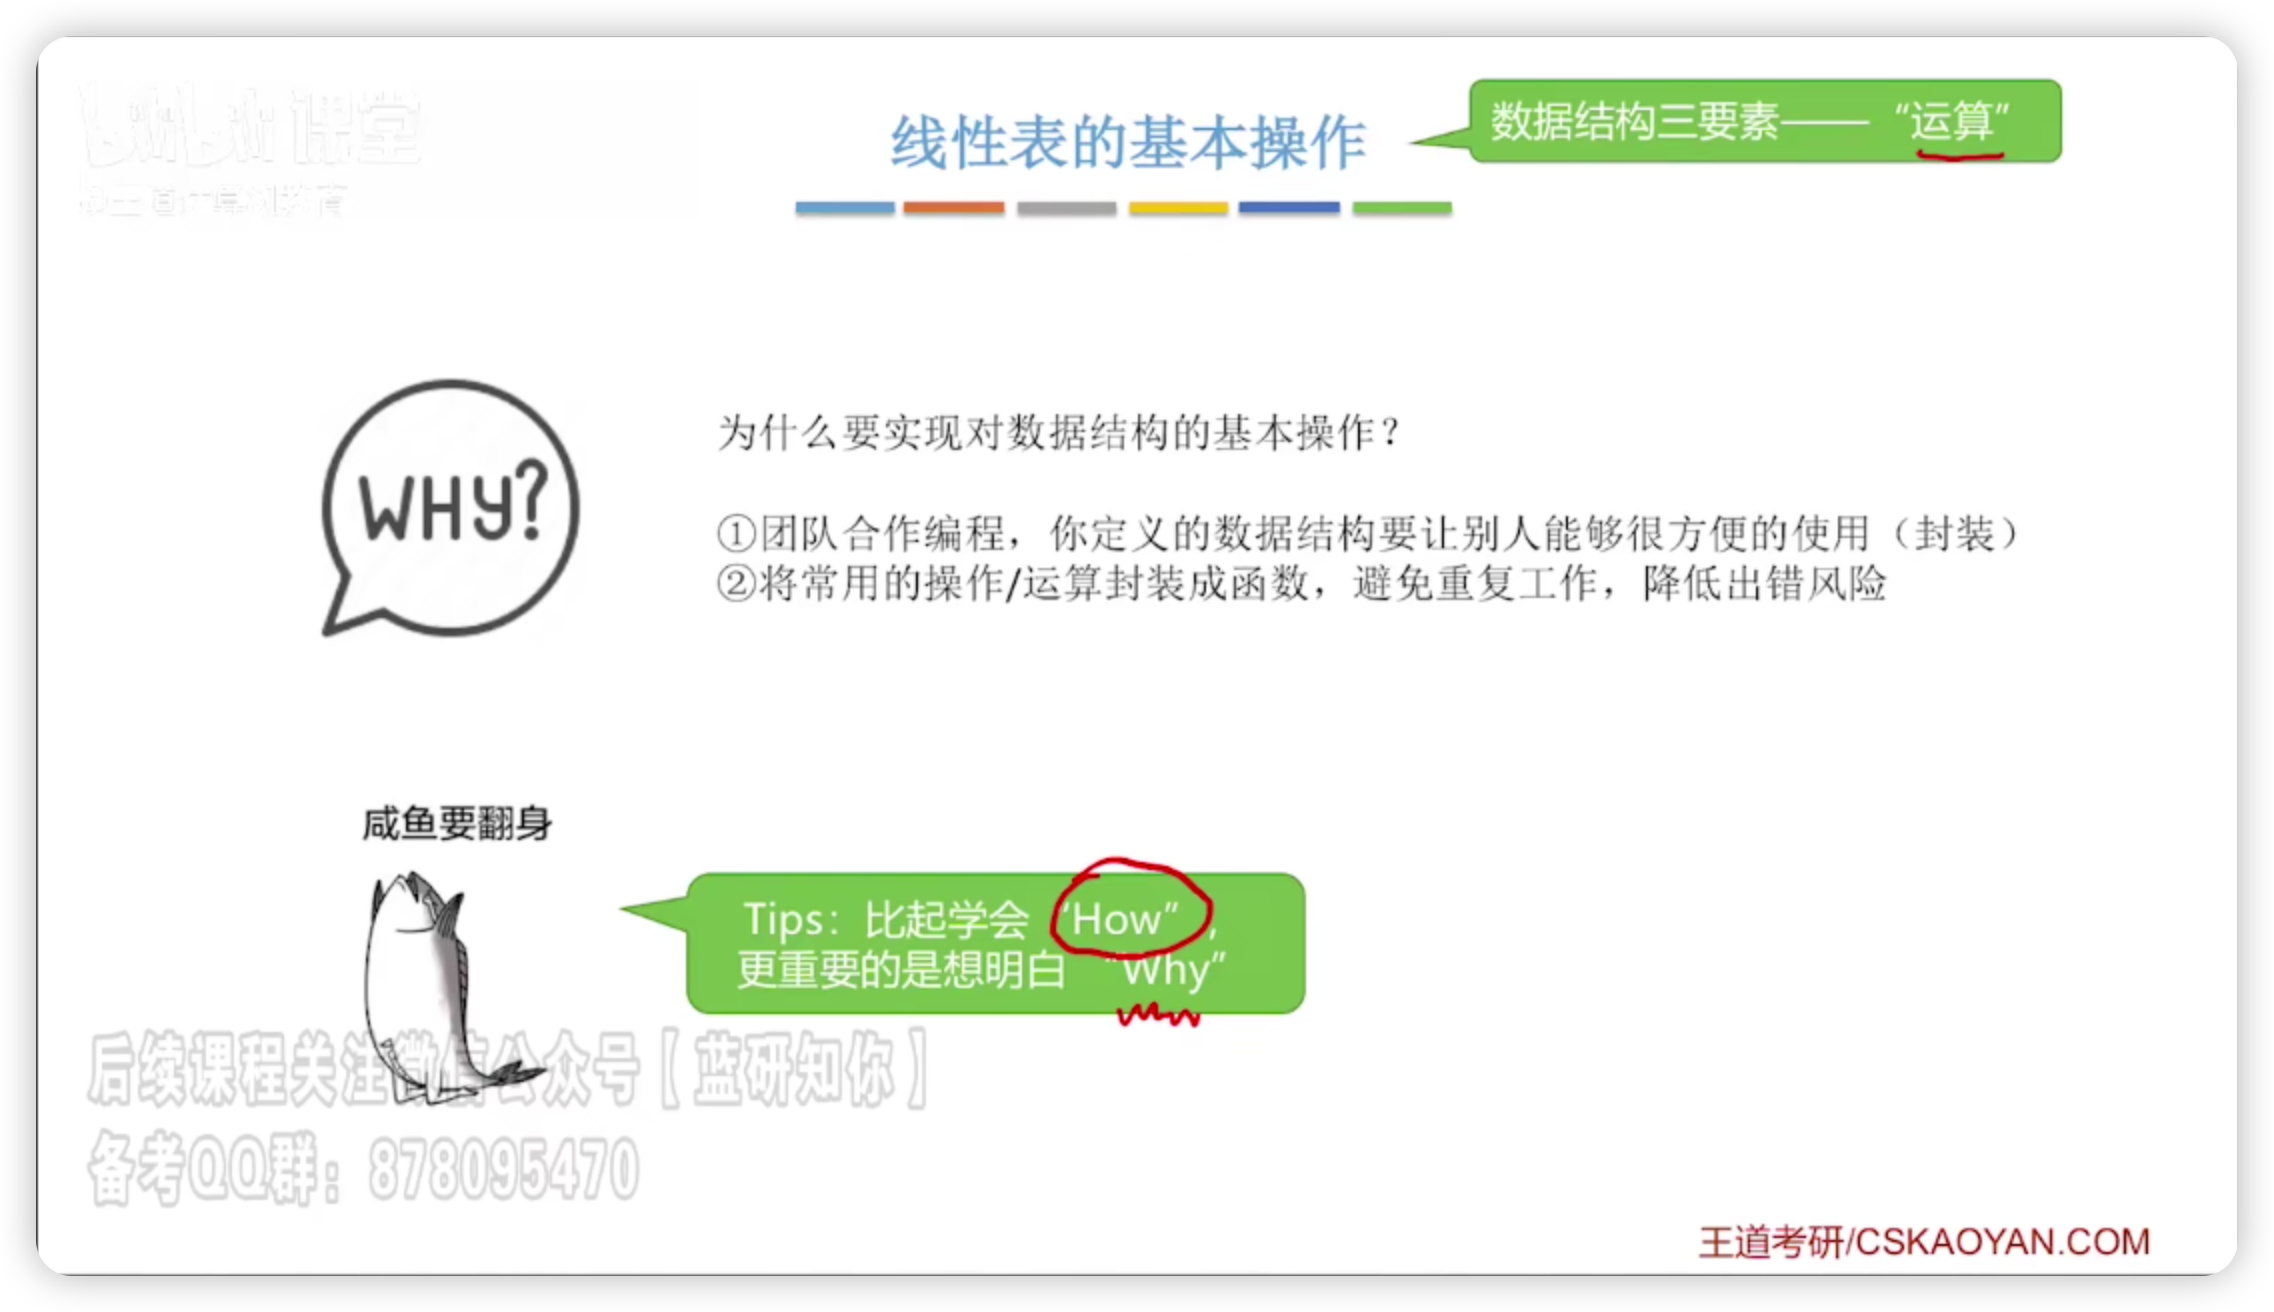 课堂
线性表的基本操作
数据结构三要素——“运算”
WHY?
为什么要实现对数据结构的基本操作？
①团队合作编程，你定义的数据结构要让别人能够很方便的使用（封装）
②将常用的操作/运算封装成函数，避免重复工作，降低出错风险
咸鱼要翻身
Tips：比起学会“How”，
更重要的是想明白“Why”
后续课程关注微信公众号【蓝研知你】
备考QQ群：878095470
王道考研/CSKAOYAN.COM